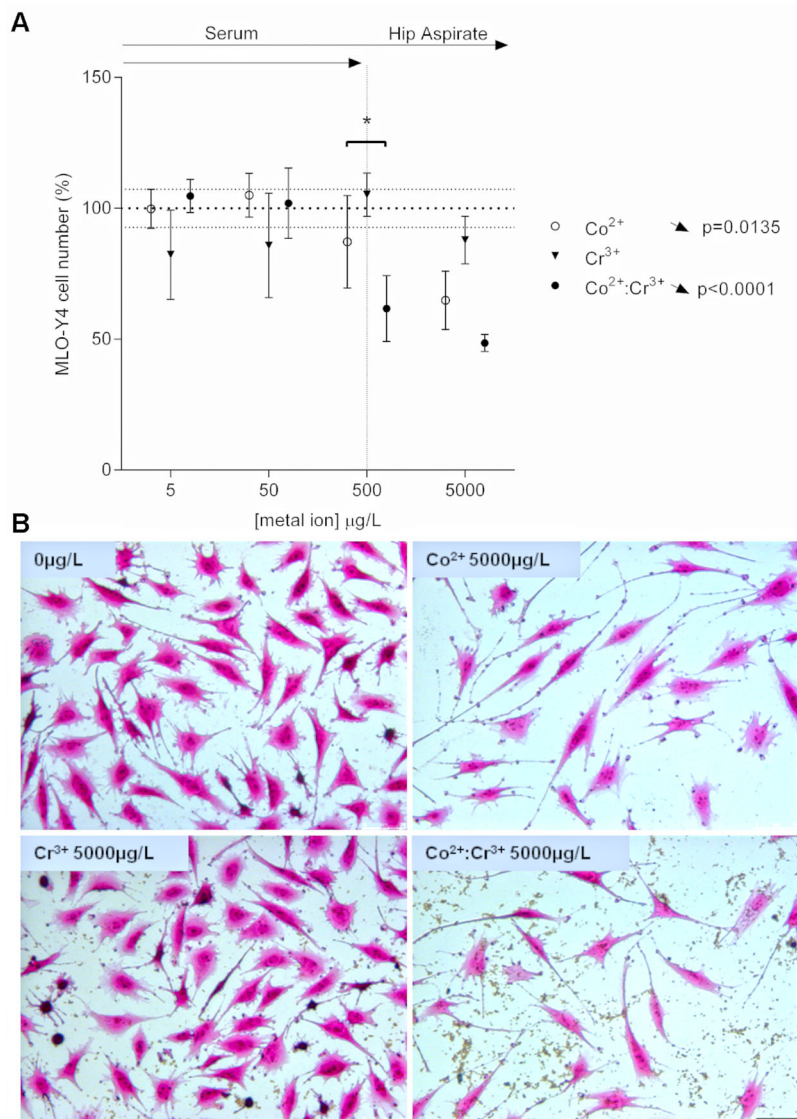 A
Serum
Hip Aspirate
150
*
100
50
0
MLO-Y4 cell number (%)
5
50
500
5000
[metal ion] µg/L
Co²⁺ p=0.0135
Cr³⁺
Co²⁺:Cr³⁺ p<0.0001
B
0µg/L
Co²⁺ 5000µg/L
Cr³⁺ 5000µg/L
Co²⁺:Cr³⁺ 5000µg/L